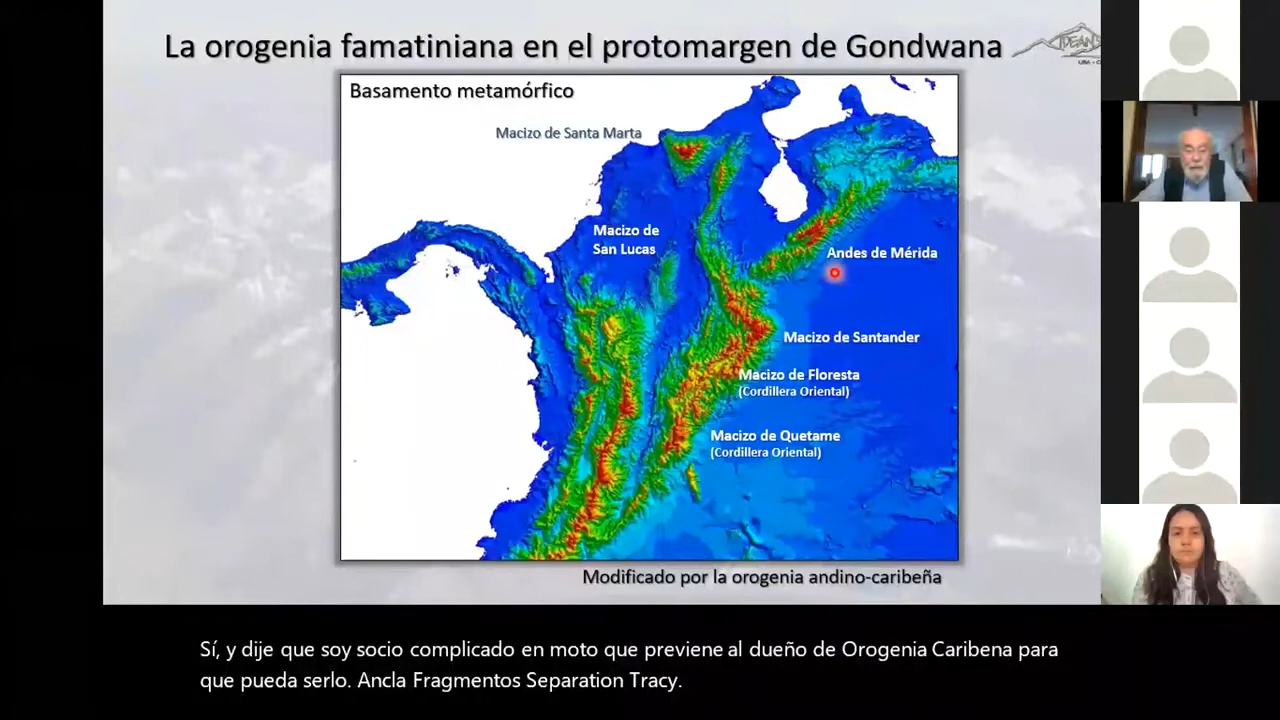 La orogenia famatiniana en el protomargen de Gondwana
IDEAN
UBA - C
Basamento metamórfico
Macizo de Santa Marta
Macizo de
San Lucas
Andes de Mérida
Macizo de Santander
Macizo de Floresta
(Cordillera Oriental)
Macizo de Quetame
(Cordillera Oriental)
Modificado por la orogenia andino-caribeña
Sí, y dije que soy socio complicado en moto que previene al dueño de Orogenia Caribena para
que pueda serlo. Ancla Fragmentos Separation Tracy.